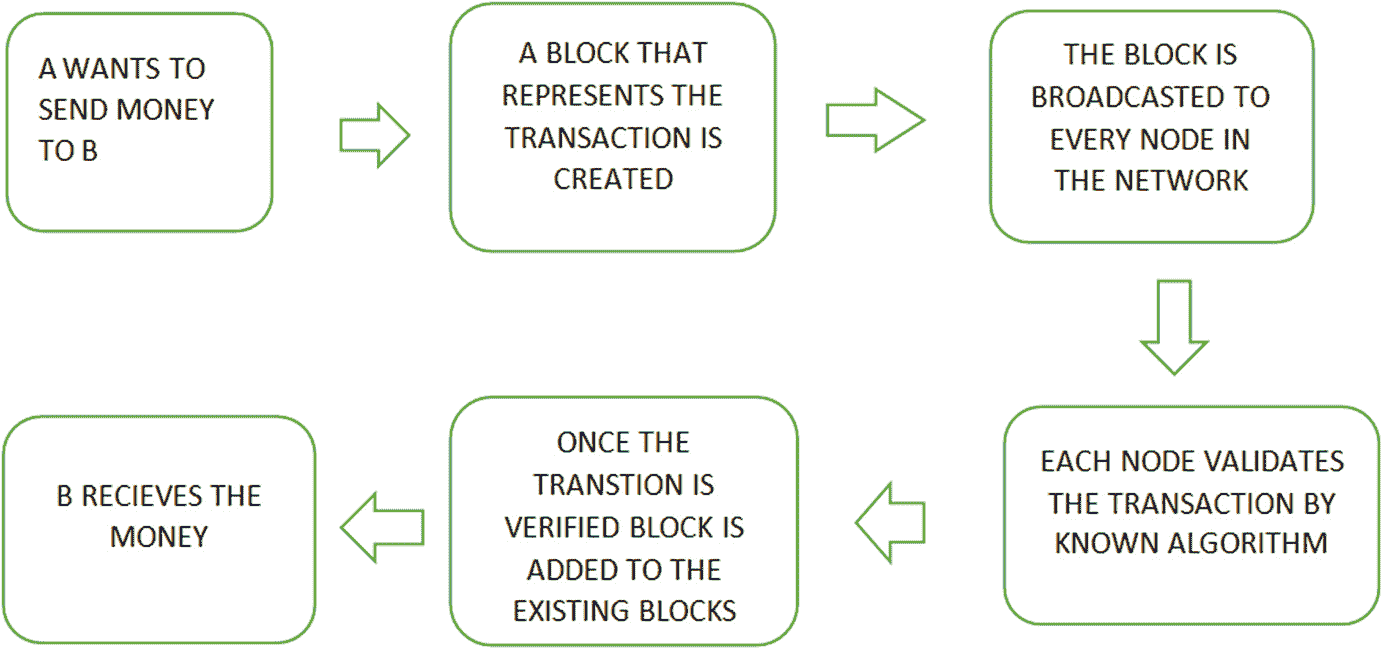 A WANTS TO
SEND MONEY
TO B
A BLOCK THAT
REPRESENTS THE
TRANSACTION IS
CREATED
THE BLOCK IS
BROADCASTED TO
EVERY NODE IN
THE NETWORK
EACH NODE VALIDATES
THE TRANSACTION BY
KNOWN ALGORITHM
ONCE THE
TRANSTION IS
VERIFIED BLOCK IS
ADDED TO THE
EXISTING BLOCKS
B RECIEVES THE
MONEY